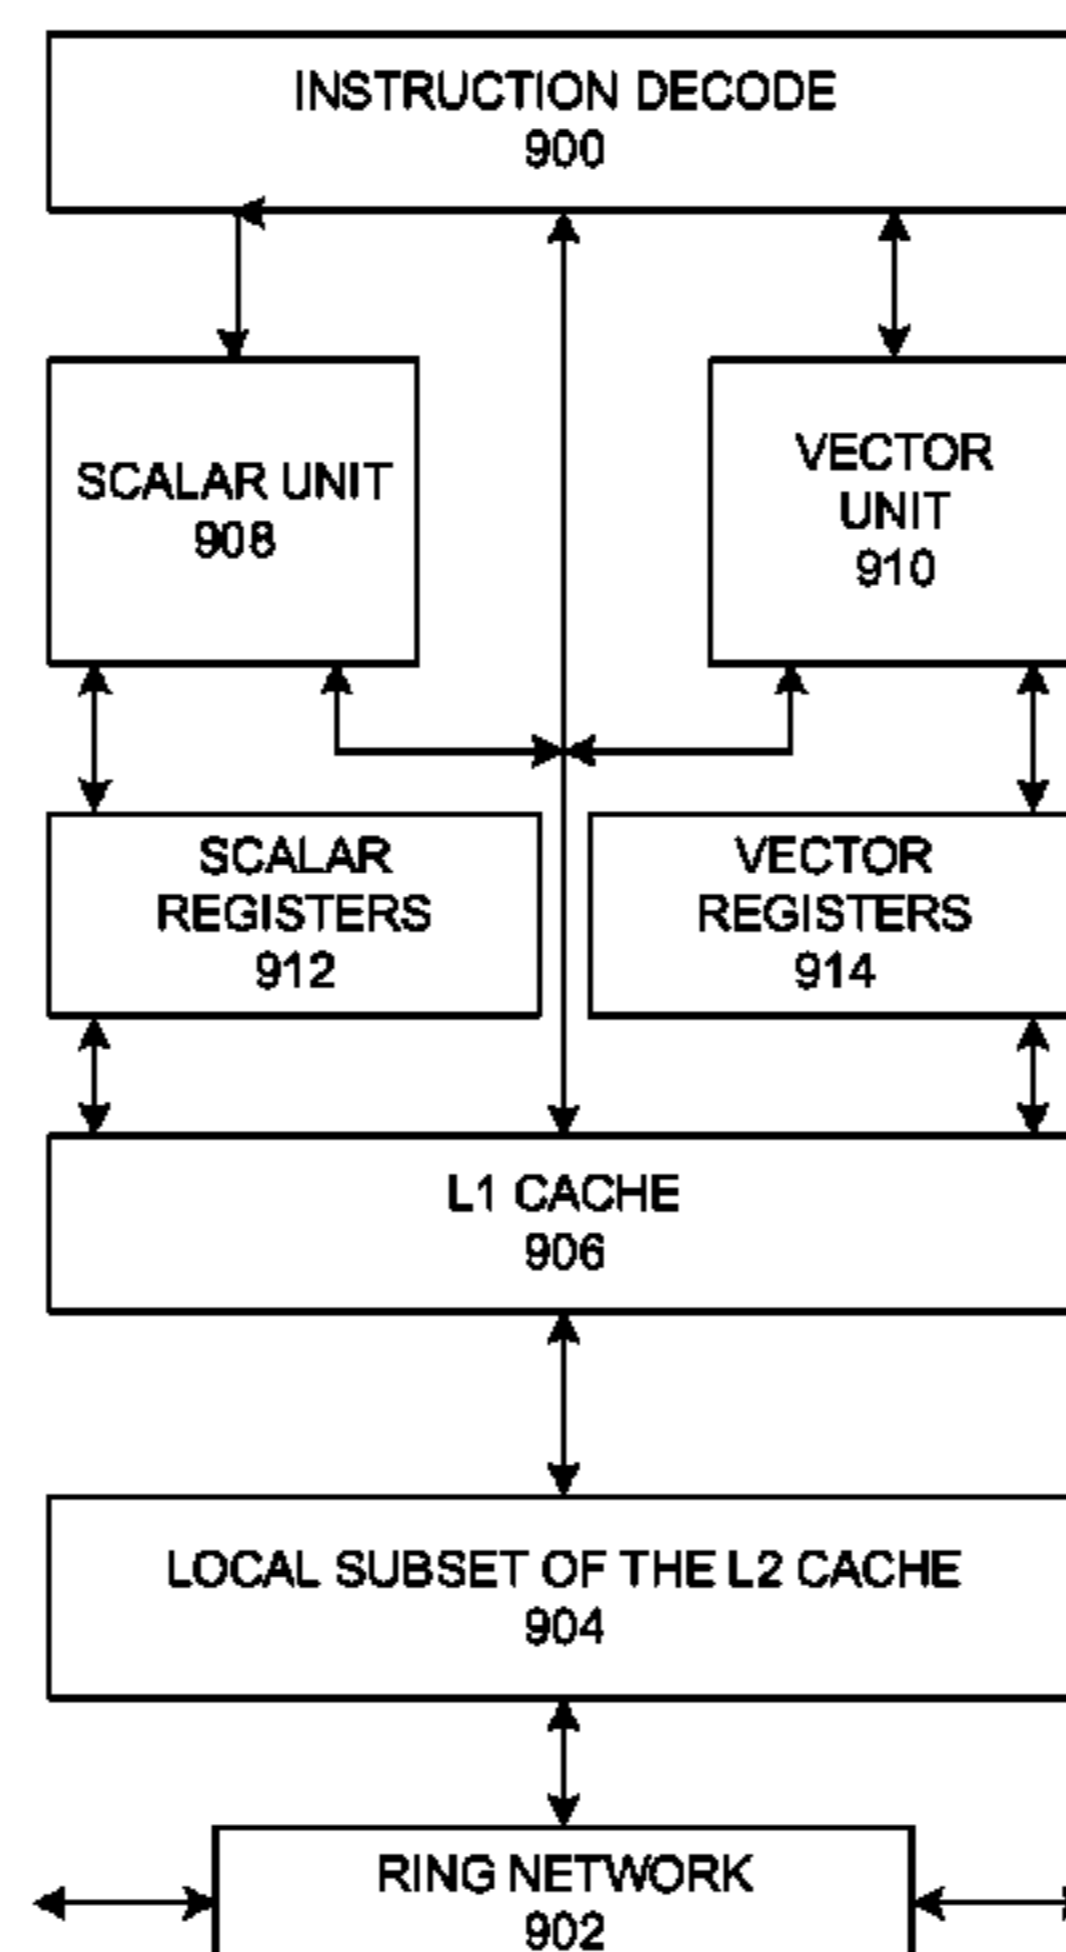 INSTRUCTION DECODE
900
SCALAR UNIT
908
VECTOR
UNIT
910
SCALAR
REGISTERS
912
VECTOR
REGISTERS
914
L1 CACHE
906
LOCAL SUBSET OF THE L2 CACHE
904
RING NETWORK
902